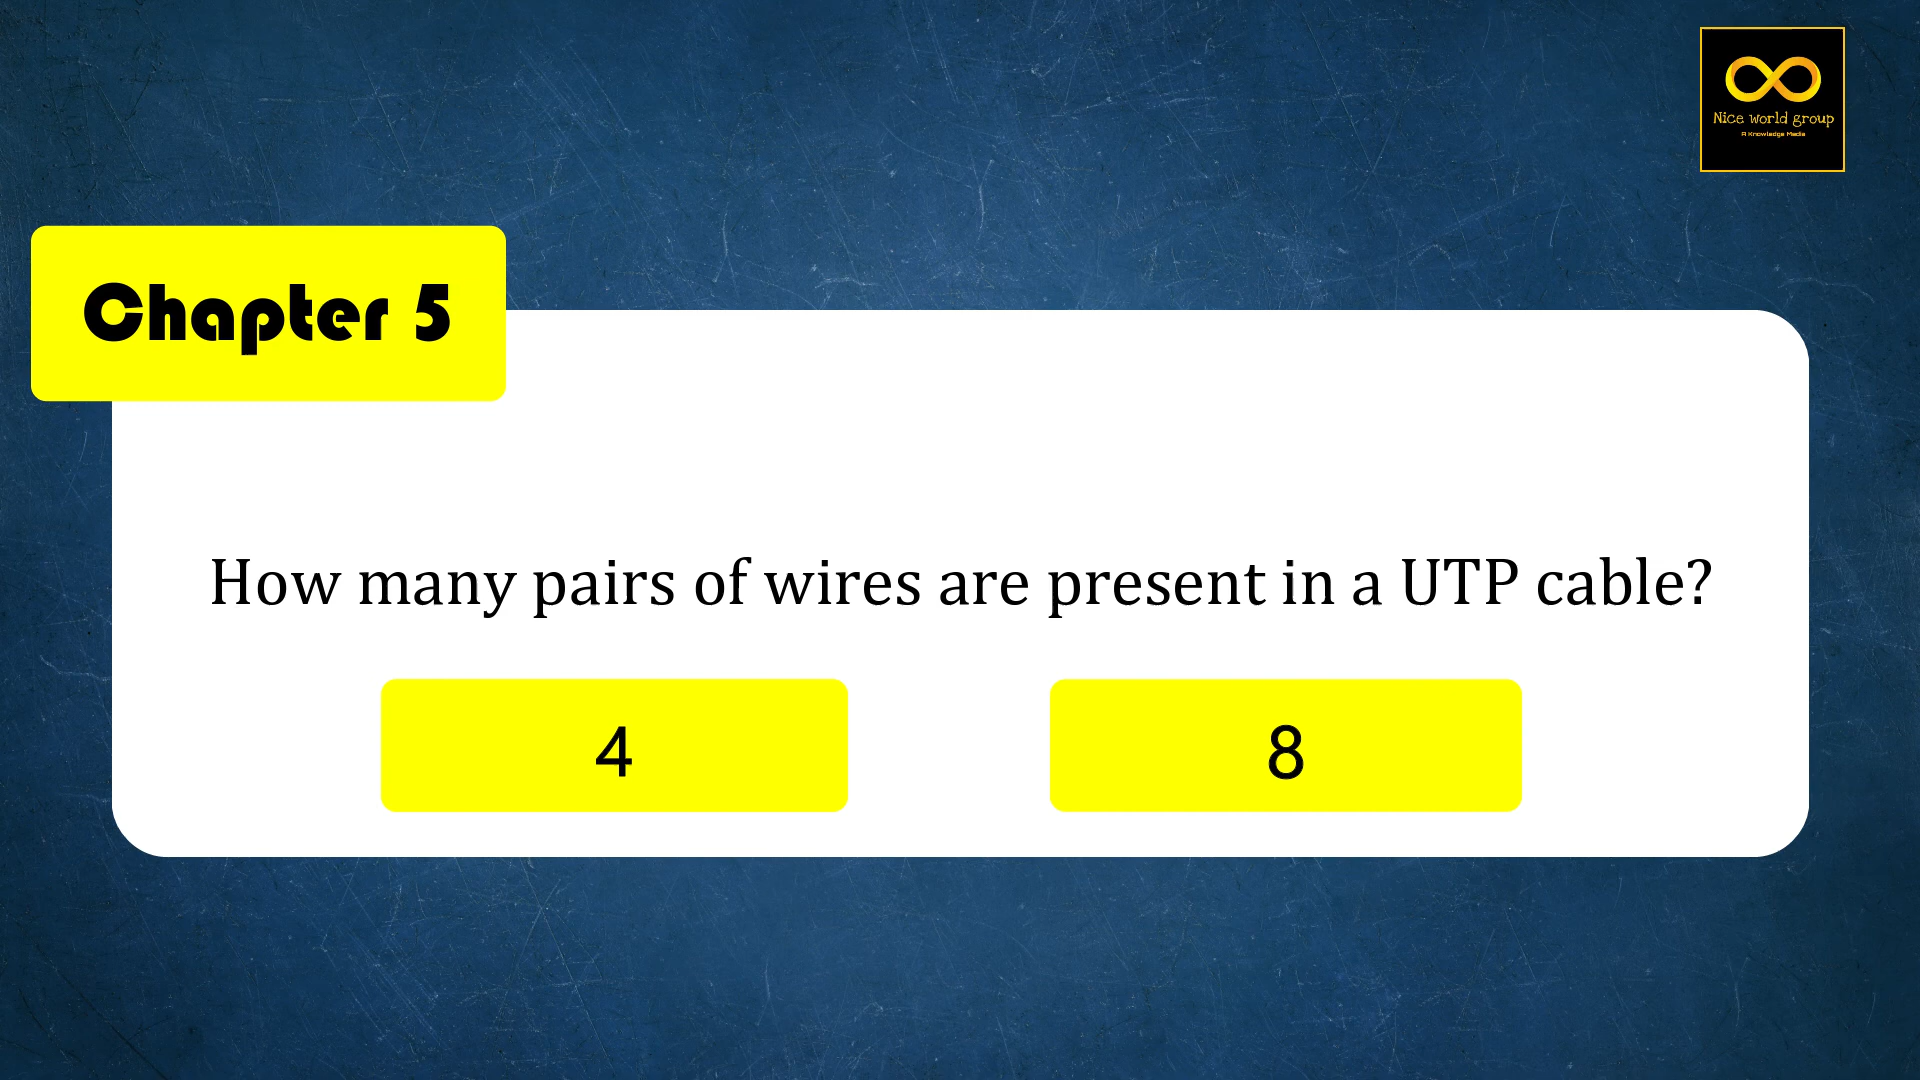 Nice world group
A Knowledge Media
Chapter 5
How many pairs of wires are present in a UTP cable?
4
8